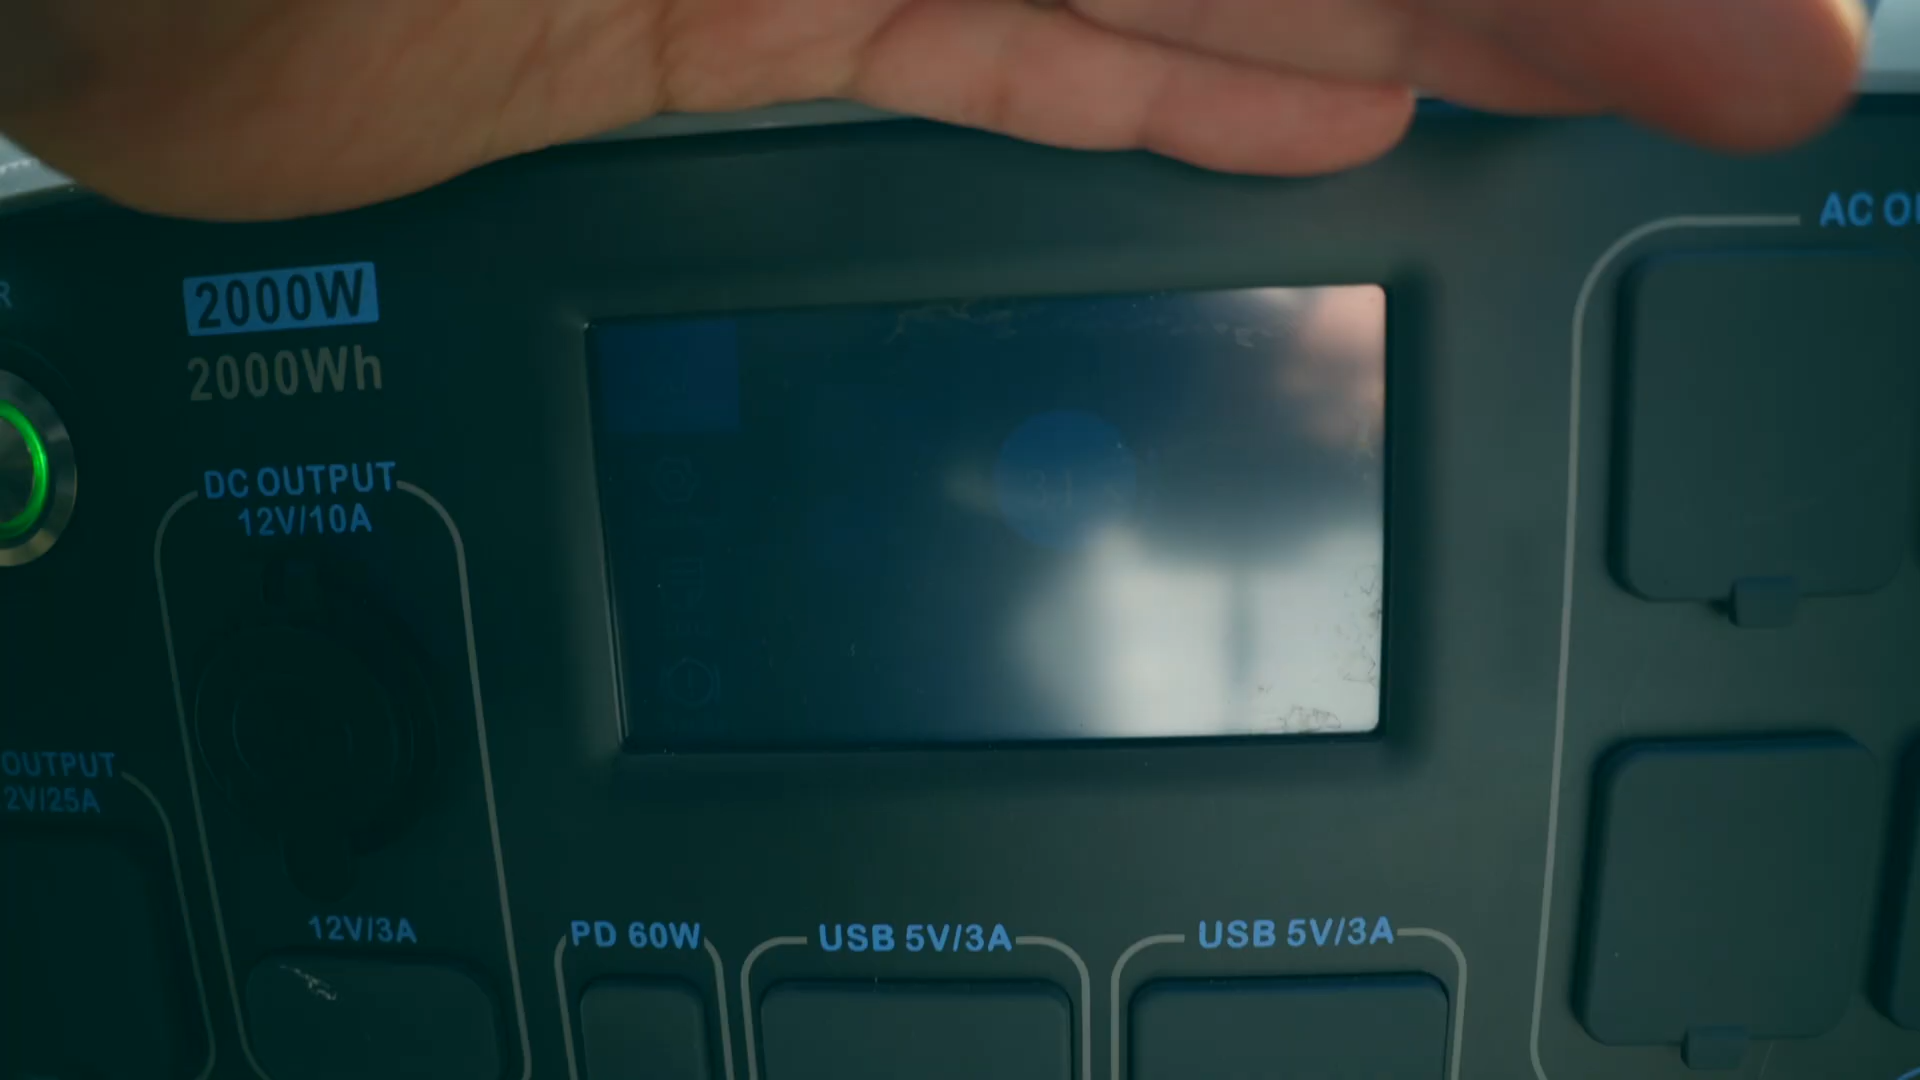 R
2000W
2000Wh
DC OUTPUT
12V/10A
OUTPUT
2V/25A
12V/3A
PD 60W
USB 5V/3A
USB 5V/3A
AC OU